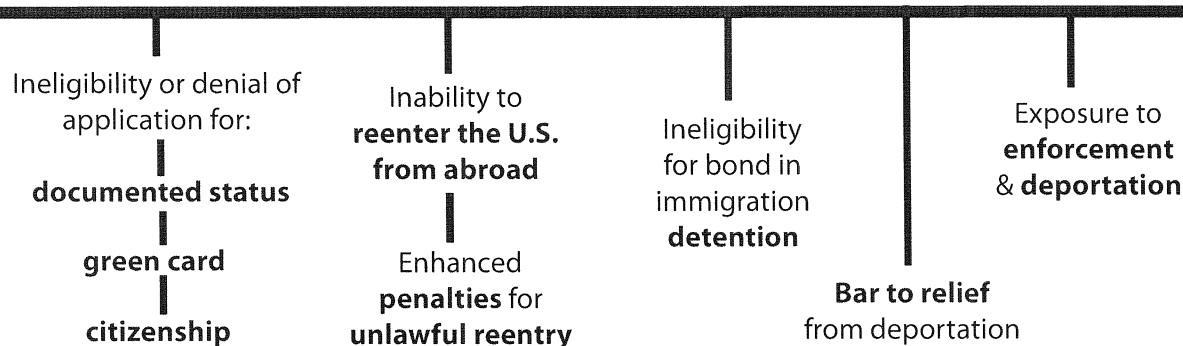 Ineligibility or denial of
application for:
documented status
green card
citizenship
Inability to
reenter the U.S.
from abroad
Enhanced
penalties for
unlawful reentry
Ineligibility
for bond in
immigration
detention
Bar to relief
from deportation
Exposure to
enforcement
& deportation